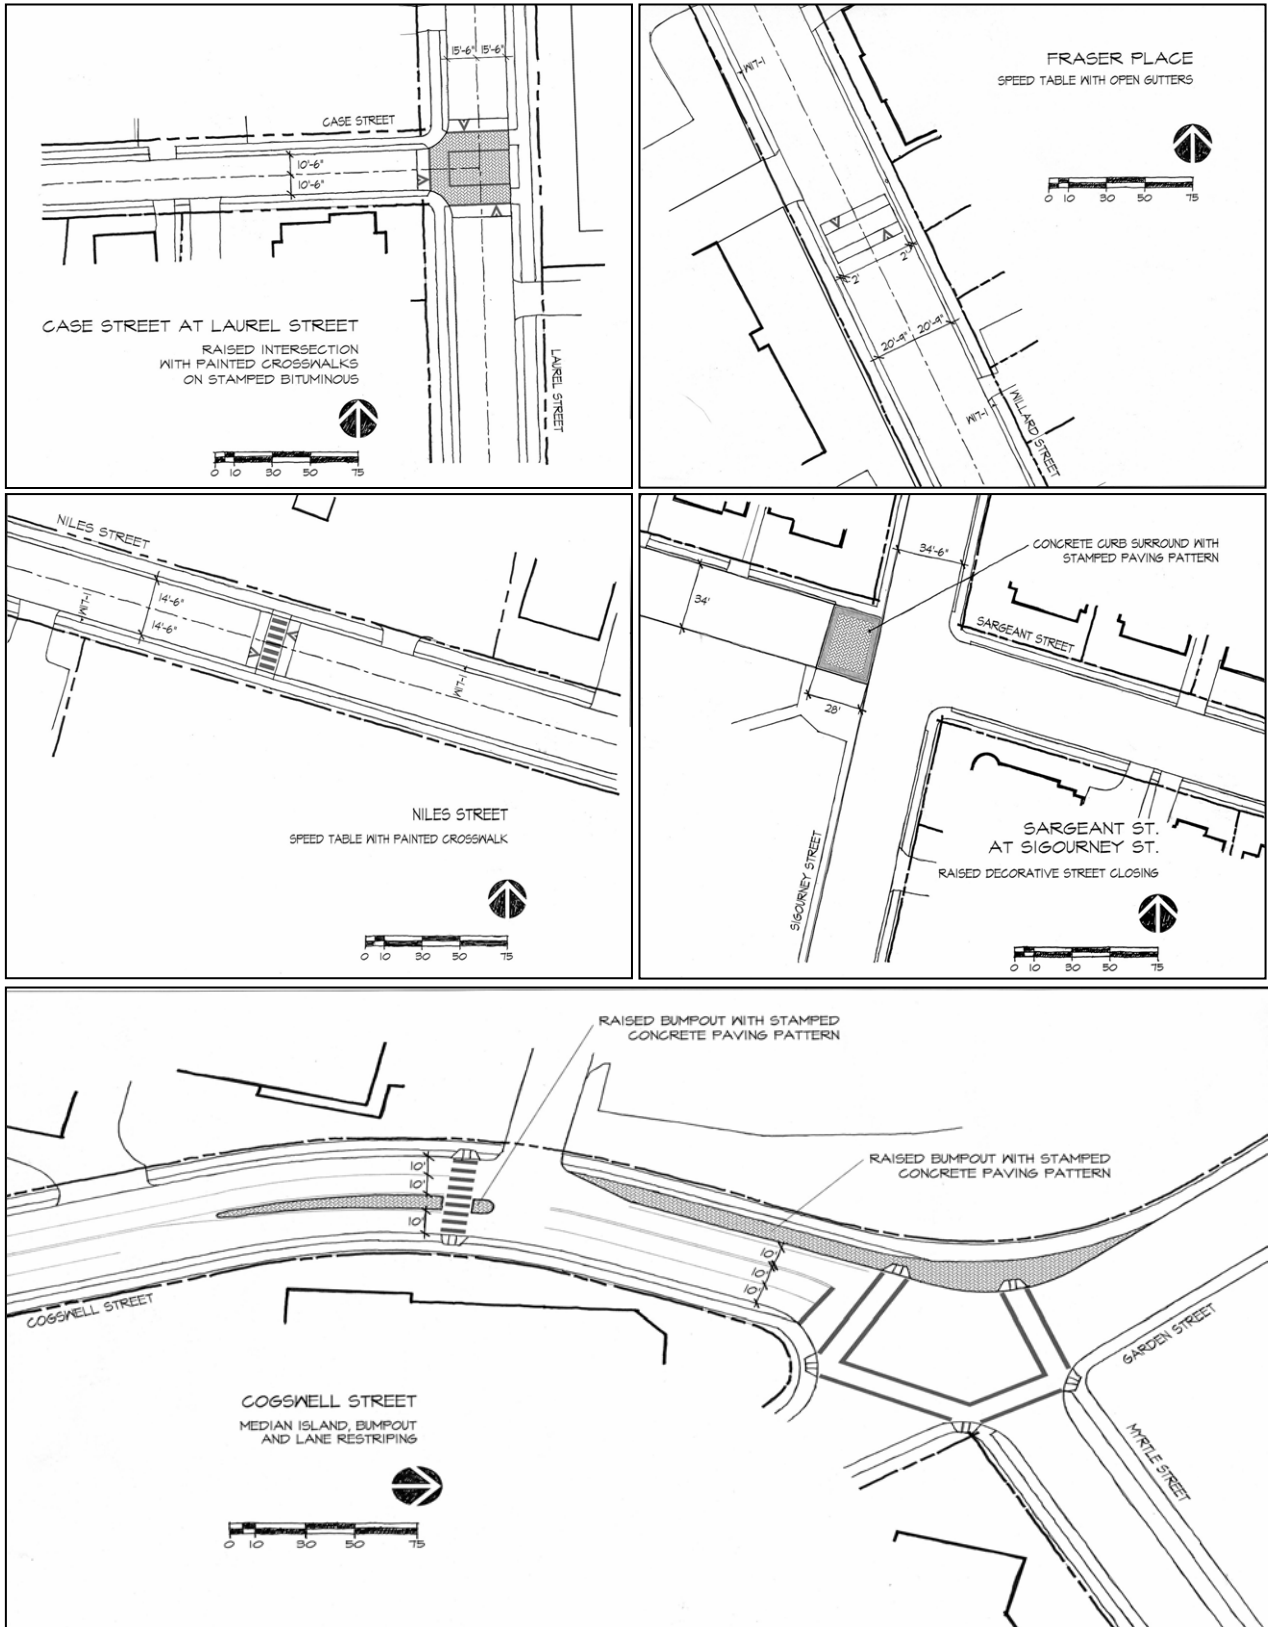 15'-6" 15'-6"
CASE STREET
10'-6"
10'-6"
CASE STREET AT LAUREL STREET
RAISED INTERSECTION
WITH PAINTED CROSSWALKS
ON STAMPED BITUMINOUS
LAUREL STREET
0 10 30 50 75
FRASER PLACE
SPEED TABLE WITH OPEN GUTTERS
0 10 30 50 75
W17-1
2'
2'
20'-9" 20'-9"
W17-1
WILLARD STREET
NILES STREET
W17-1
14'-6"
14'-6"
W17-1
NILES STREET
SPEED TABLE WITH PAINTED CROSSWALK
0 10 30 50 75
CONCRETE CURB SURROUND WITH
STAMPED PAVING PATTERN
34'-6"
34'
28'
SARGEANT STREET
SIGOURNEY STREET
SARGEANT ST.
AT SIGOURNEY ST.
RAISED DECORATIVE STREET CLOSING
0 10 30 50 75
RAISED BUMPOUT WITH STAMPED
CONCRETE PAVING PATTERN
RAISED BUMPOUT WITH STAMPED
CONCRETE PAVING PATTERN
10'
10'
10'
10'
10'
10'
COGSWELL STREET
GARDEN STREET
MYRTLE STREET
COGSWELL STREET
MEDIAN ISLAND, BUMPOUT
AND LANE RESTRIPING
0 10 30 50 75